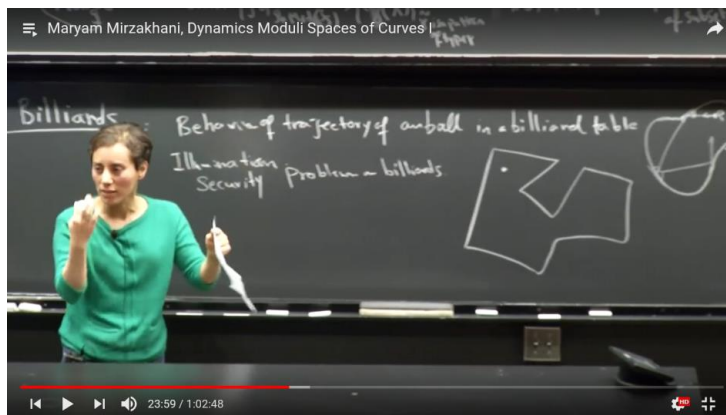 Maryam Mirzakhani, Dynamics Moduli Spaces of Curves I
Billiards
Behavior of trajectory of a ball in a billiard table
Illumination
Security problem billiards
23:59 / 1:02:48
HD